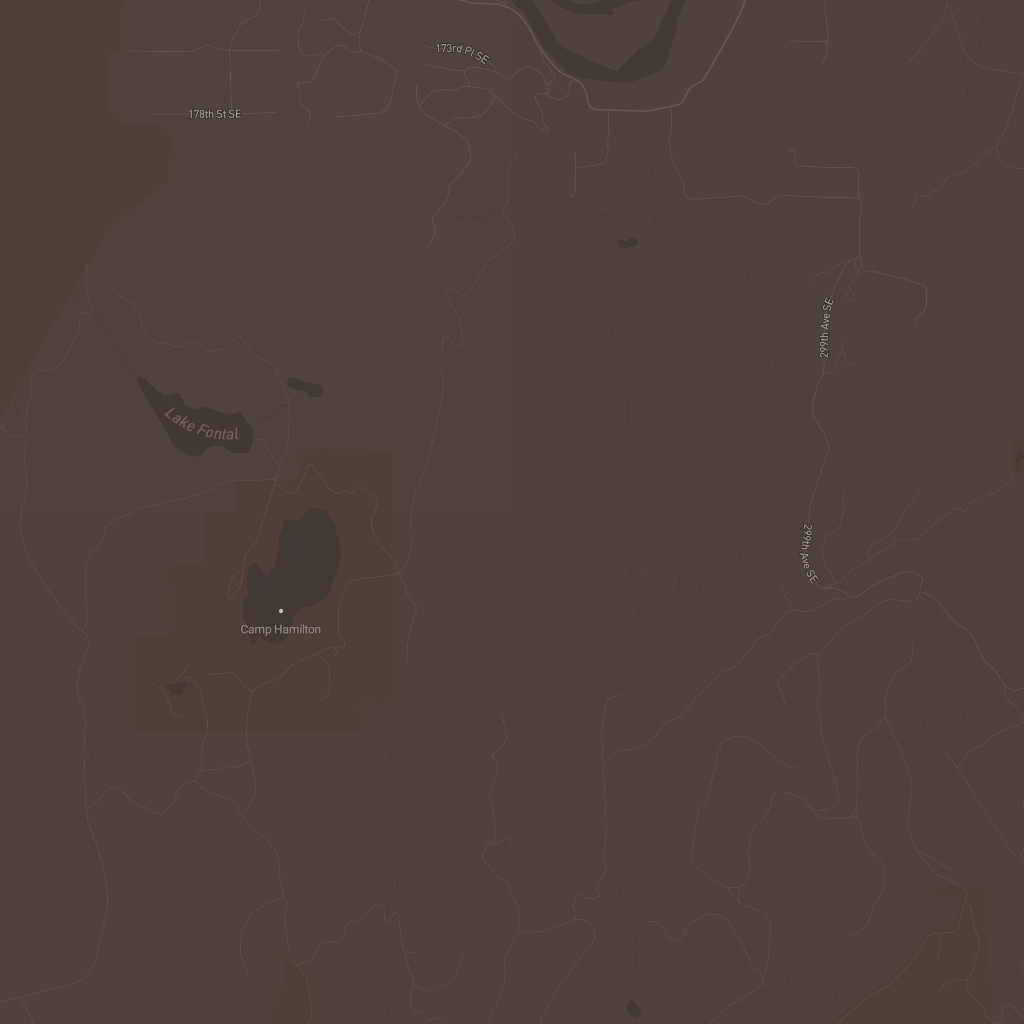 173rd Pl SE
178th St SE
299th Ave SE
Lake Fontal
299th Ave SE
Camp Hamilton